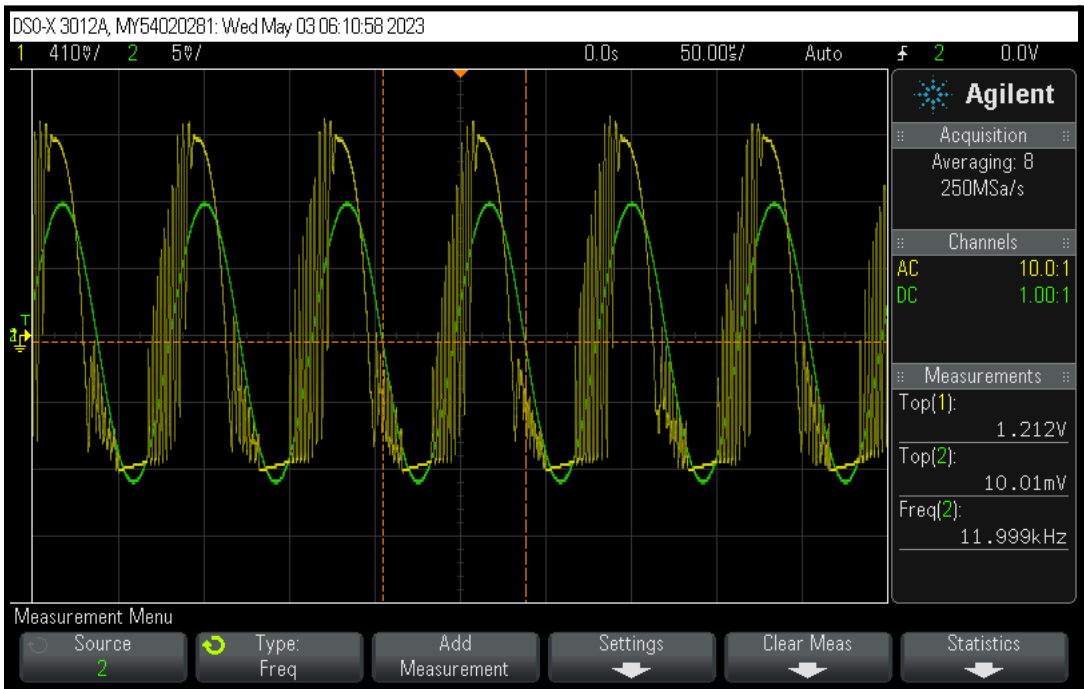 DSO-X 3012A, MY54020281: Wed May 03 06:10:58 2023
1 410mV/ 2 5mV/ 0.0s 50.00us/ Auto 2 0.0V
Agilent
Acquisition
Averaging: 8
250MSa/s
Channels
AC 10.0:1
DC 1.00:1
Measurements
Top(1):
1.212V
Top(2):
10.01mV
Freq(2):
11.999kHz
T
Measurement Menu
Source
2
Type:
Freq
Add
Measurement
Settings
Clear Meas
Statistics